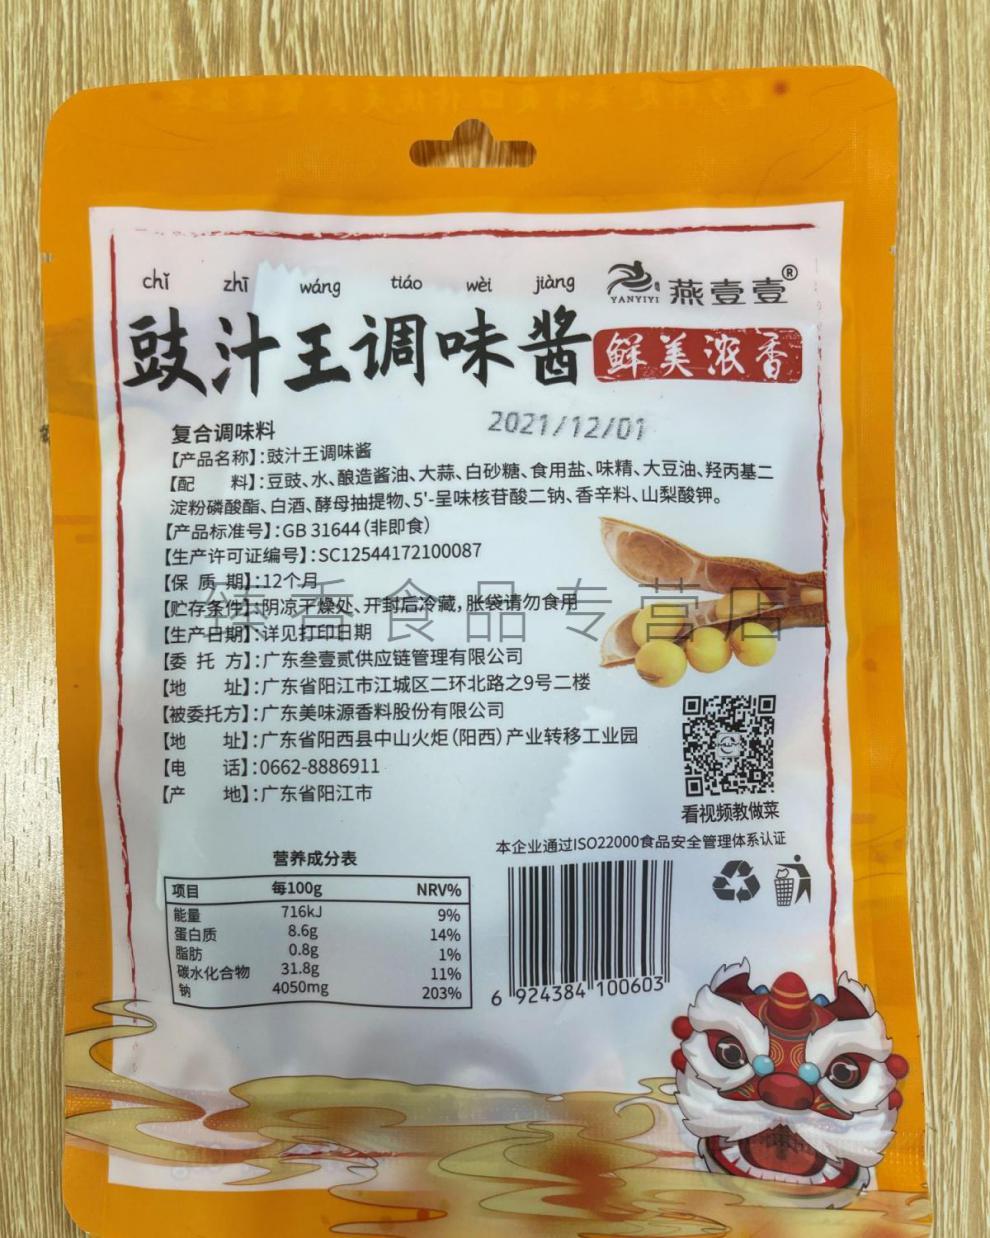 chǐ zhī wáng tiáo wèi jiàng
YANYIYI 燕壹壹®
豉汁王调味酱 鲜美浓香
2021/12/01
复合调味料
【产品名称】:豉汁王调味酱
【配 料】:豆豉、水、酿造酱油、大蒜、白砂糖、食用盐、味精、大豆油、羟丙基二
淀粉磷酸酯、白酒、酵母抽提物、5'-呈味核苷酸二钠、香辛料、山梨酸钾。
【产品标准号】:GB 31644(非即食)
【生产许可证编号】:SC12544172100087
【保 质 期】:12个月
【贮存条件】:阴凉干燥处、开封后冷藏,胀袋请勿食用
臻香食品专营店
【生产日期】:详见打印日期
【委 托 方】:广东叁壹贰供应链管理有限公司
【地 址】:广东省阳江市江城区二环北路之9号二楼
【被委托方】:广东美味源香料股份有限公司
【地 址】:广东省阳西县中山火炬(阳西)产业转移工业园
【电 话】:0662-8886911
【产 地】:广东省阳江市
看视频教做菜
本企业通过ISO22000食品安全管理体系认证
营养成分表
项目 每100g NRV%
能量 716kJ 9%
蛋白质 8.6g 14%
脂肪 0.8g 1%
碳水化合物 31.8g 11%
钠 4050mg 203%
6 924384 100603